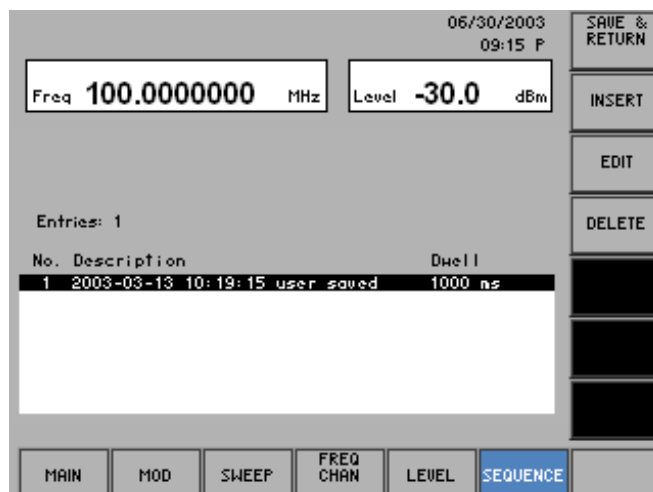 06/30/2003
09:15 P
Freq 100.0000000 MHz
Level -30.0 dBm
Entries: 1
No. Description Dwell
1 2003-03-13 10:19:15 user saved 1000 ms
SAVE &
RETURN
INSERT
EDIT
DELETE
MAIN
MOD
SWEEP
FREQ
CHAN
LEVEL
SEQUENCE